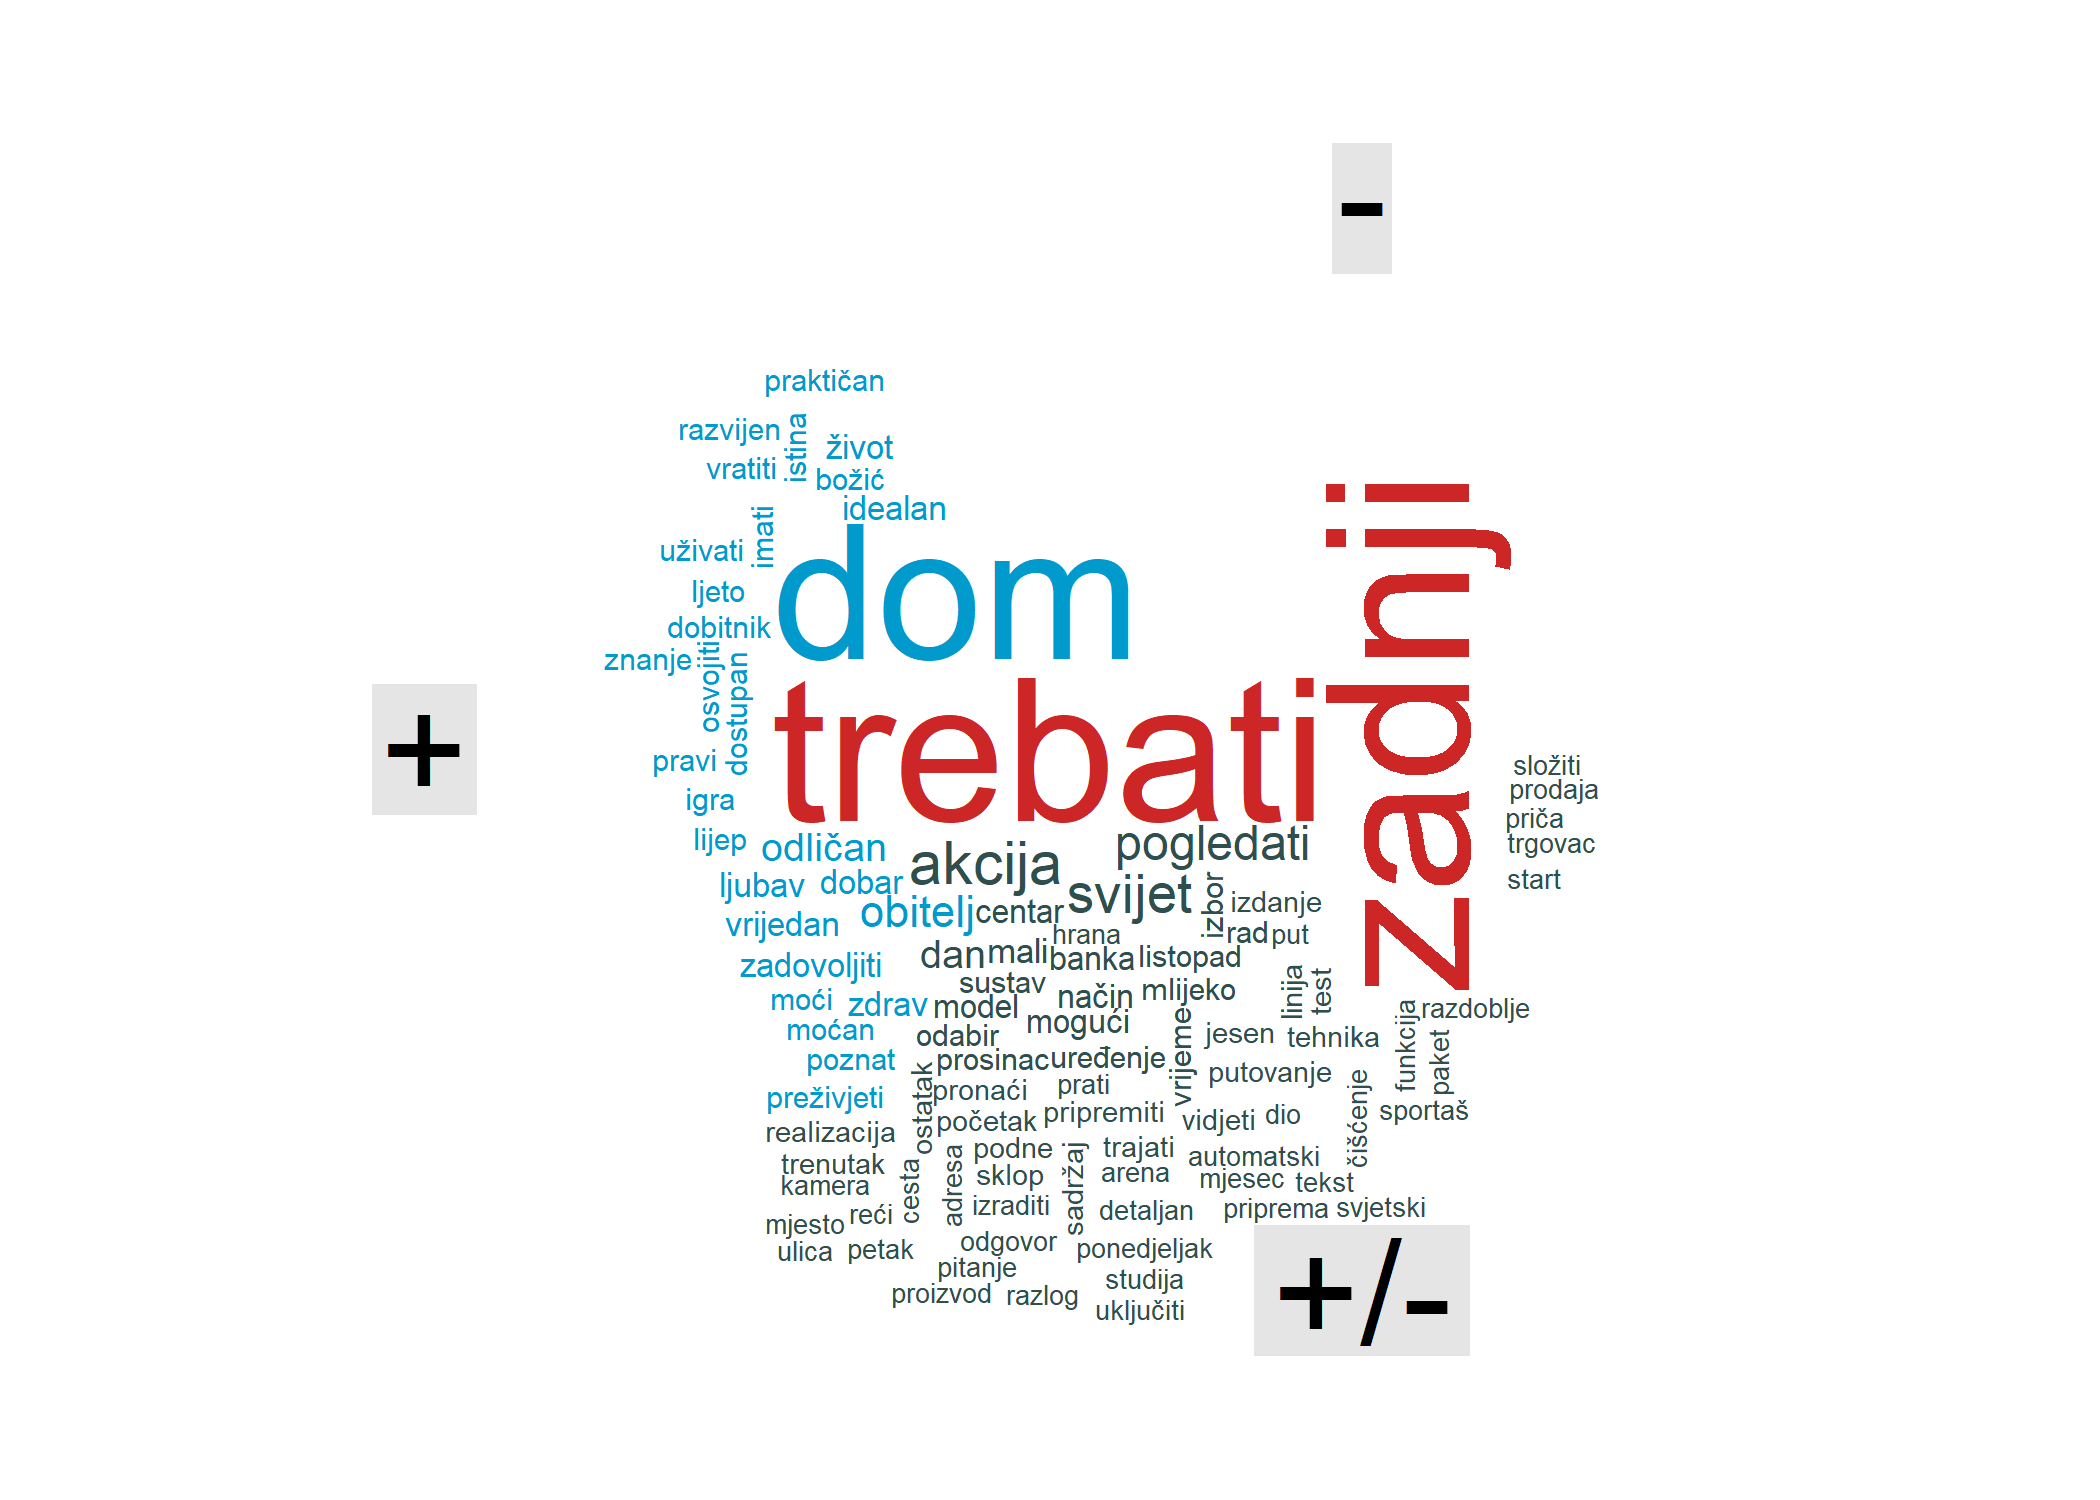 -
praktičan
razvijen
istina
život
vratiti
božić
idealan
imati
uživati
dom
zadnji
ljeto
dobitnik
znanje
osvojiti
dostupan
trebati
+
pravi
igra
složiti
prodaja
priča
trgovac
start
lijep
odličan
akcija
pogledati
ljubav
dobar
svijet
izbor
izdanje
obitelj
centar
vrijedan
hrana
rad
put
zadovoljiti
dan
mali
banka
listopad
sustav
linija
test
moći
zdrav
model
način
mlijeko
razdoblje
moćan
odabir
mogući
vrijeme
jesen
tehnika
funkcija
paket
poznat
prosinac
uređenje
putovanje
čišćenje
preživjeti
ostatak
pronaći
prati
pripremiti
vidjeti
dio
sportaš
realizacija
početak
trenutak
podne
trajati
automatski
kamera
cesta
adresa
sklop
sadržaj
arena
mjesec
tekst
mjesto
reći
izraditi
detaljan
priprema
svjetski
ulica
petak
odgovor
ponedjeljak
pitanje
studija
proizvod
razlog
uključiti
+/-